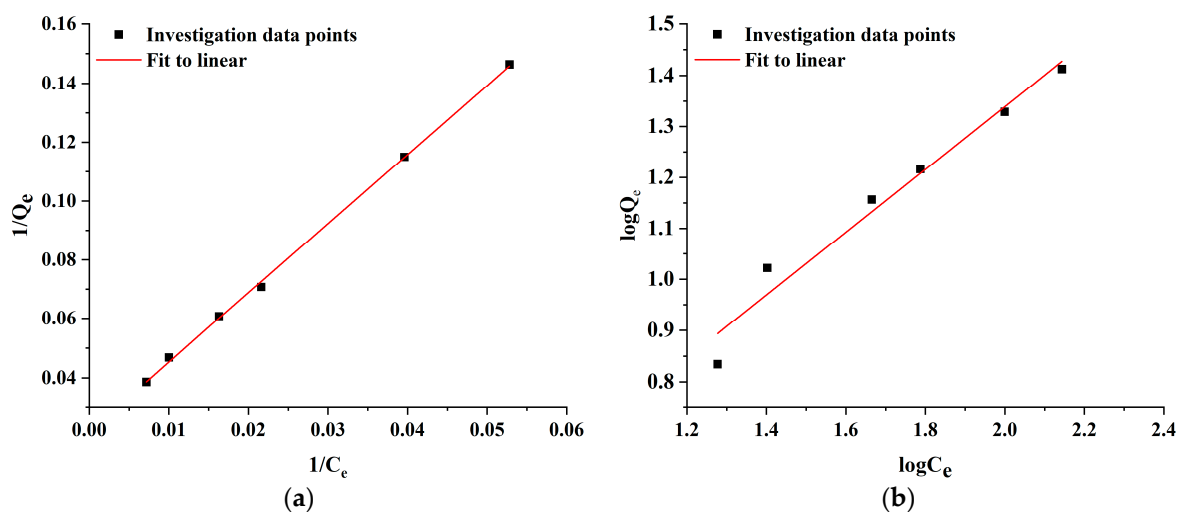 Investigation data points
Fit to linear
0.16
0.14
0.12
0.10
0.08
0.06
0.04
1/Qe
0.00 0.01 0.02 0.03 0.04 0.05 0.06
1/Ce
(a)
Investigation data points
Fit to linear
1.5
1.4
1.3
1.2
1.1
1.0
0.9
0.8
logQe
1.2 1.4 1.6 1.8 2.0 2.2 2.4
logCe
(b)